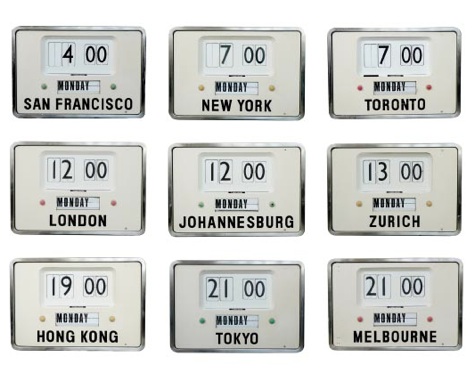 4 00
MONDAY
SAN FRANCISCO
7 00
MONDAY
NEW YORK
7 00
MONDAY
TORONTO
12 00
MONDAY
LONDON
12 00
MONDAY
JOHANNESBURG
13 00
MONDAY
ZURICH
19 00
MONDAY
HONG KONG
21 00
MONDAY
TOKYO
21 00
MONDAY
MELBOURNE